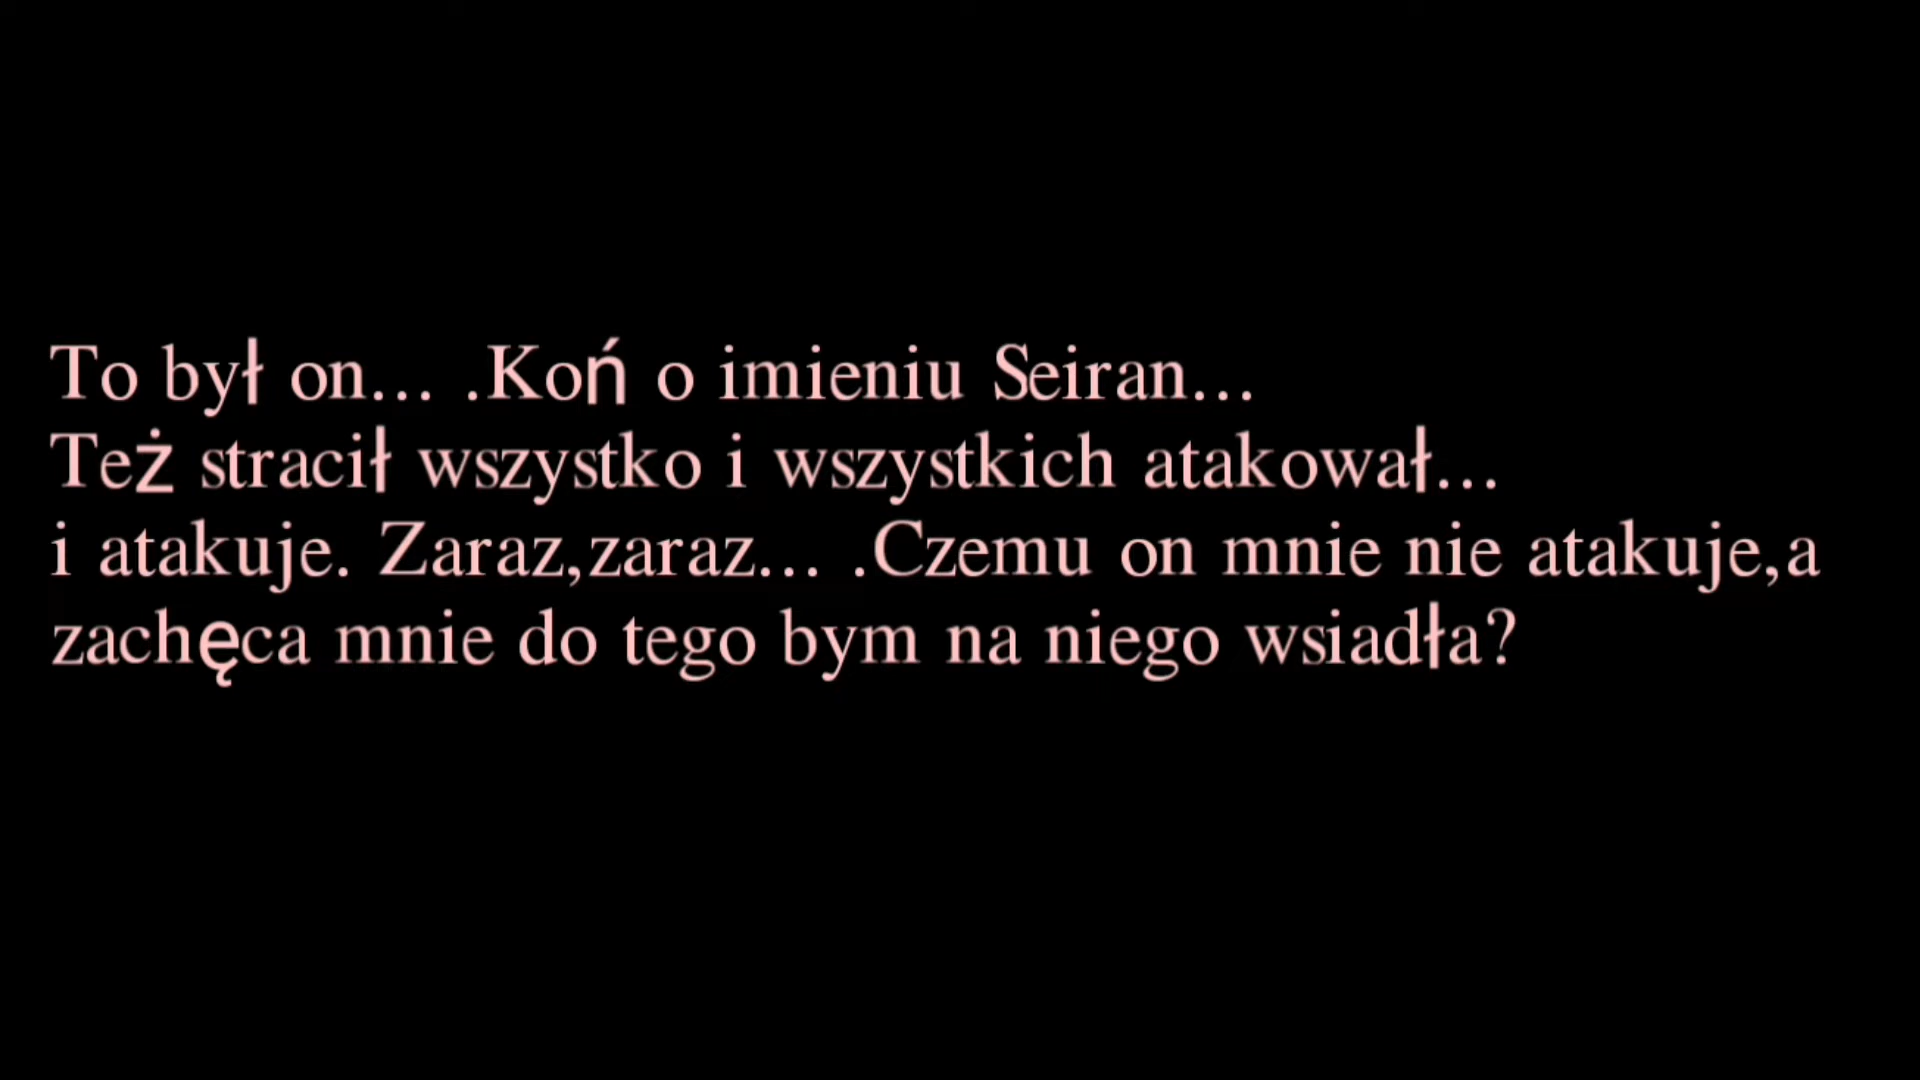 To był on... .Koń o imieniu Seiran...
Też stracił wszystko i wszystkich atakował...
i atakuje. Zaraz,zaraz... .Czemu on mnie nie atakuje,a
zachęca mnie do tego bym na niego wsiadła?